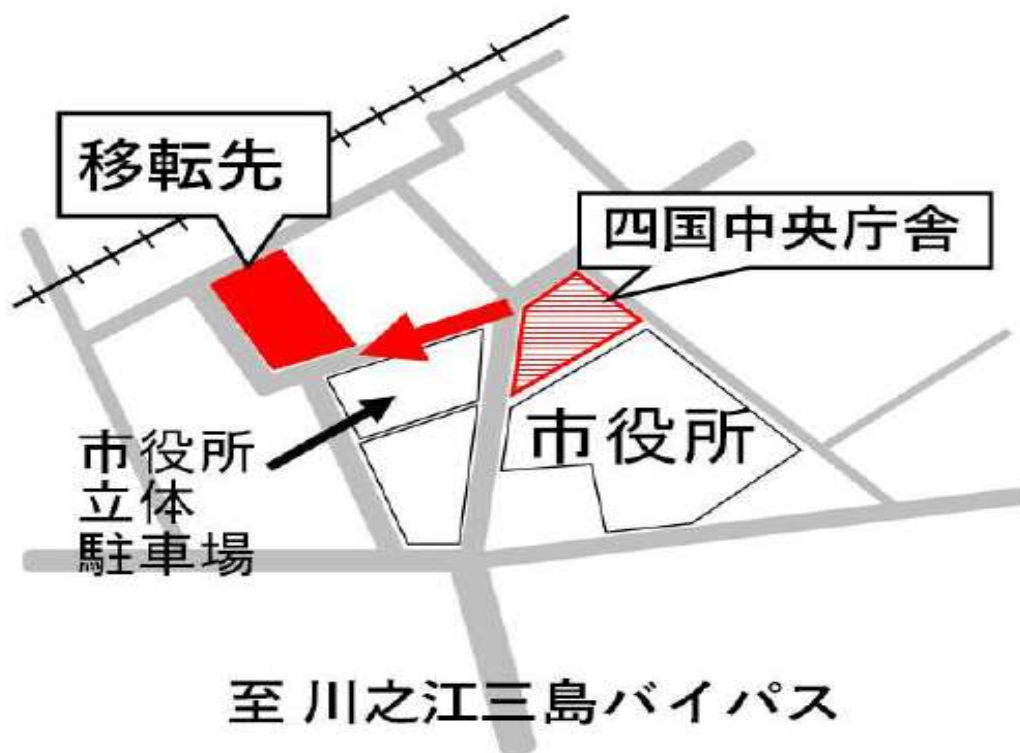 移転先
四国中央庁舎
市役所
市役所
立体
駐車場
至 川之江三島バイパス